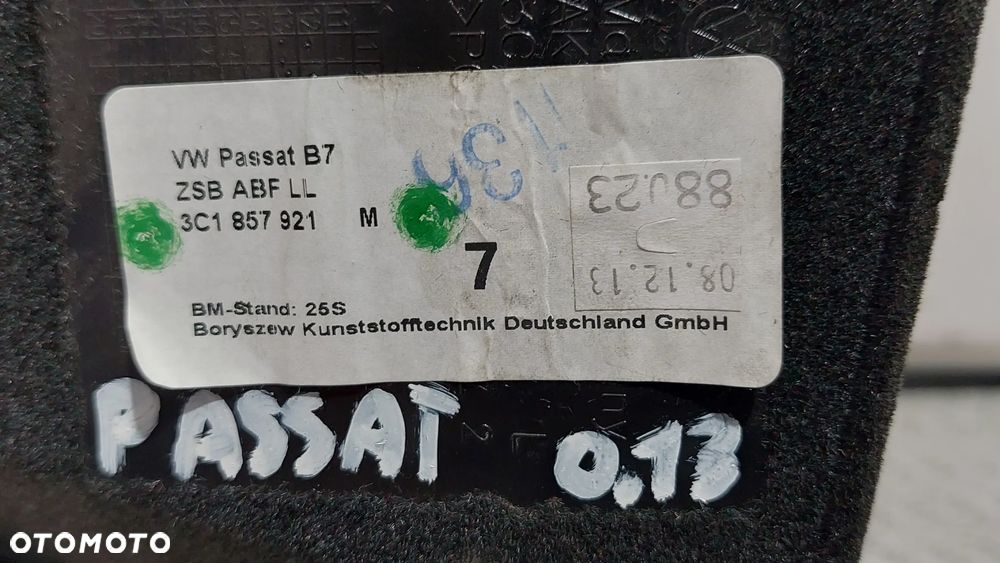 VW Passat B7
ZSB ABF LL
3C1 857 921 M
7
BM-Stand: 25S
Boryszew Kunststofftechnik Deutschland GmbH
08.12.13
PASSAT 0.13
OTOMOTO